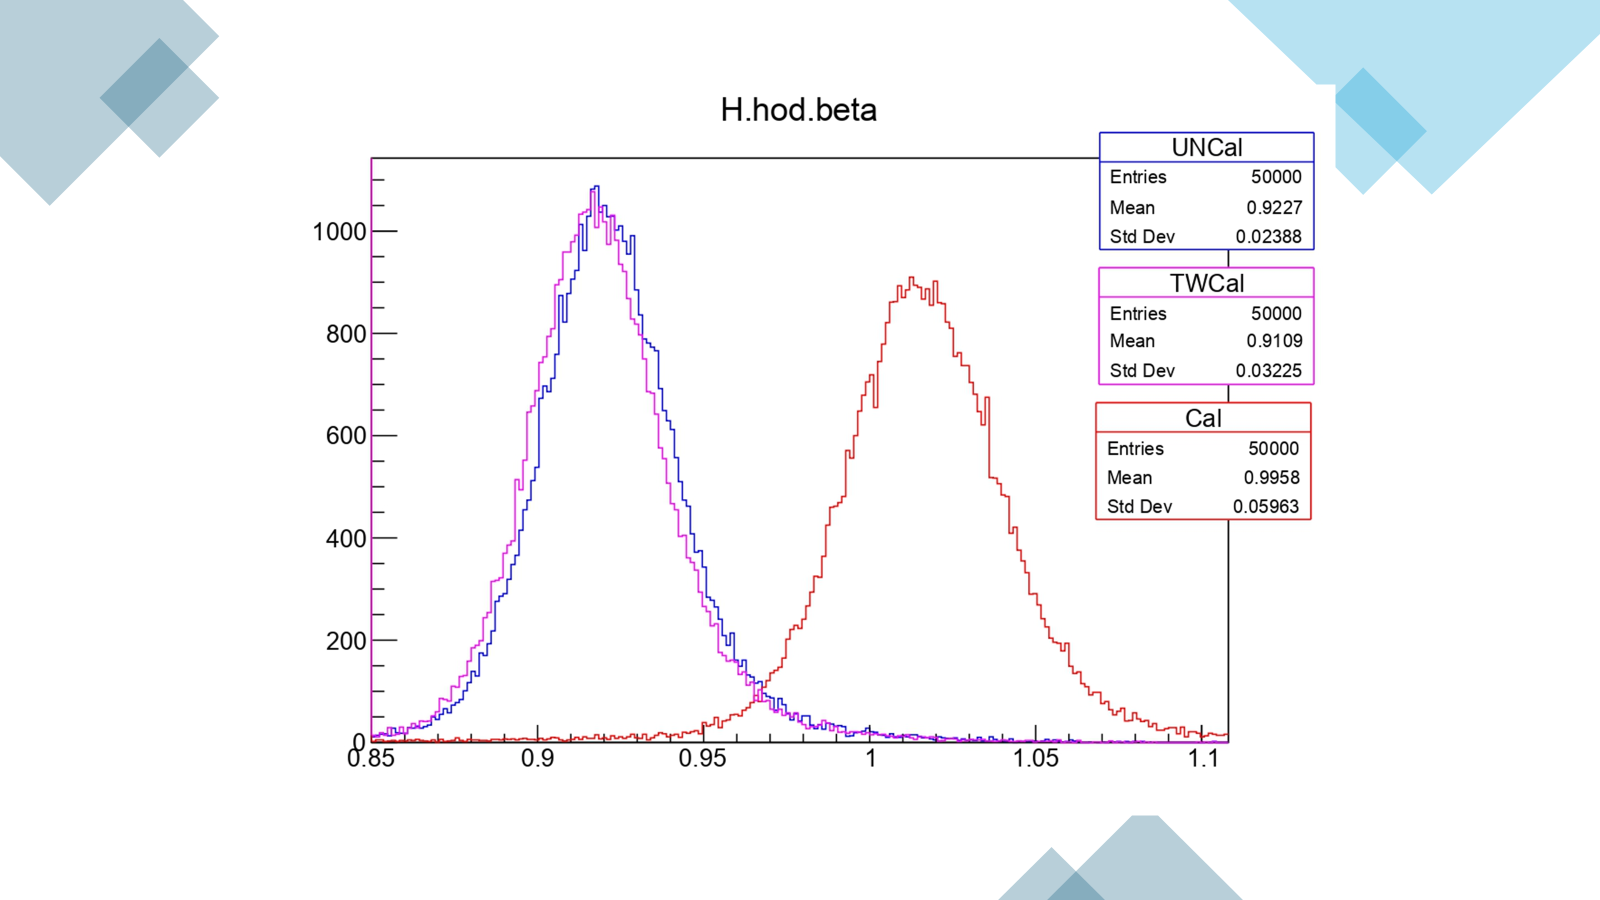 H.hod.beta
UNCal
Entries 50000
Mean 0.9227
Std Dev 0.02388
TWCal
Entries 50000
Mean 0.9109
Std Dev 0.03225
Cal
Entries 50000
Mean 0.9958
Std Dev 0.05963
1000
800
600
400
200
0
0.85 0.9 0.95 1 1.05 1.1